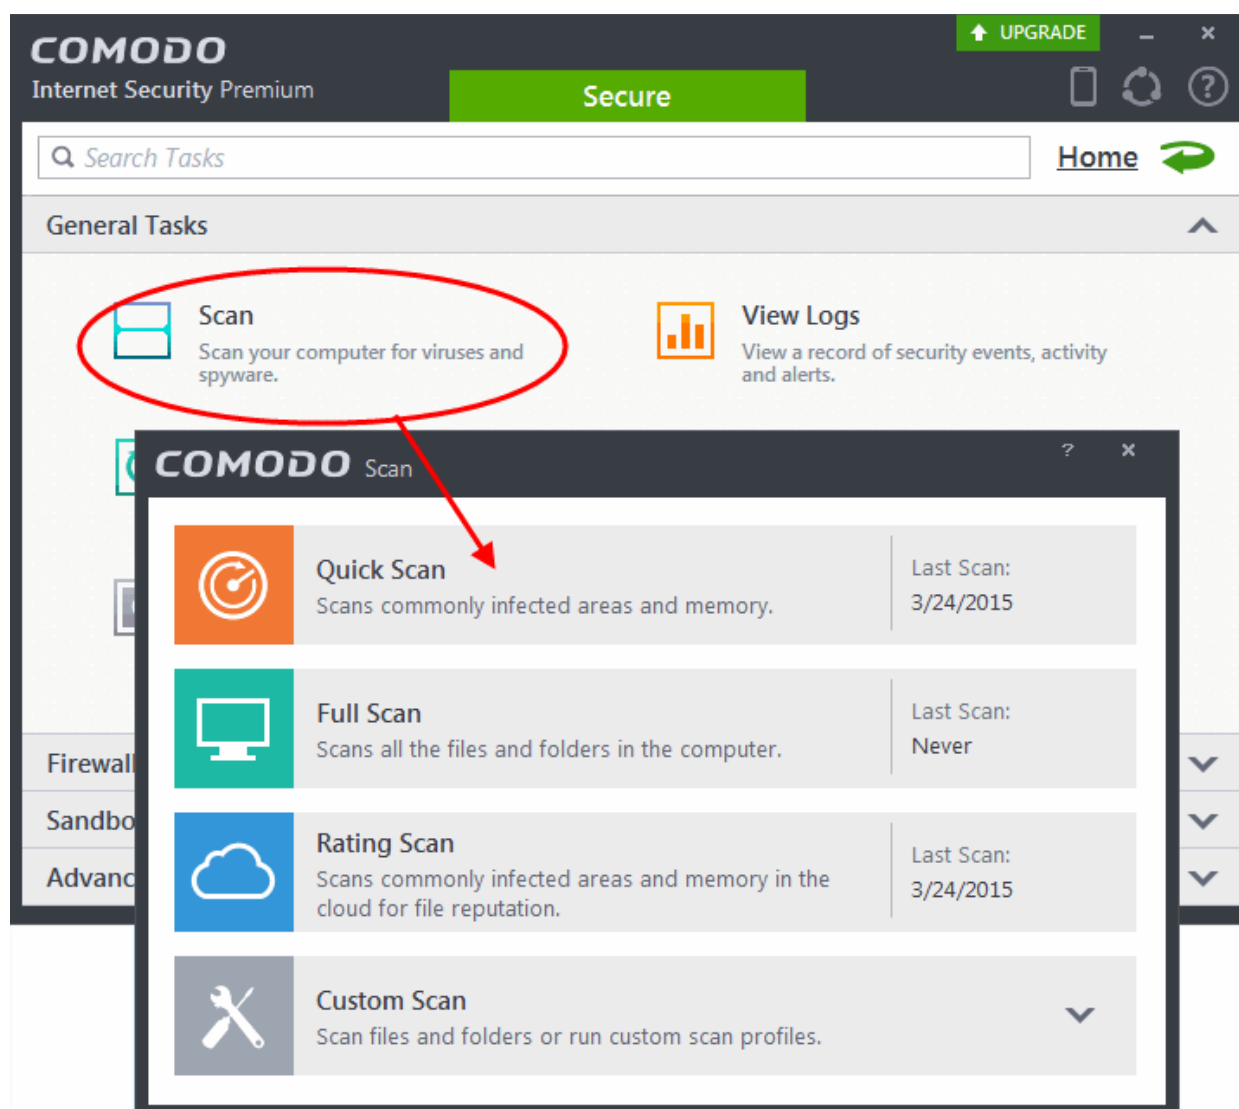 COMODO
Internet Security Premium
UPGRADE
Secure
?
Search Tasks
Home
General Tasks
Scan
Scan your computer for viruses and
spyware.
View Logs
View a record of security events, activity
and alerts.
COMODO Scan
?
Quick Scan
Scans commonly infected areas and memory.
Last Scan:
3/24/2015
Full Scan
Scans all the files and folders in the computer.
Last Scan:
Never
Rating Scan
Scans commonly infected areas and memory in the
cloud for file reputation.
Last Scan:
3/24/2015
Custom Scan
Scan files and folders or run custom scan profiles.
Firewall
Sandbo
Advanc